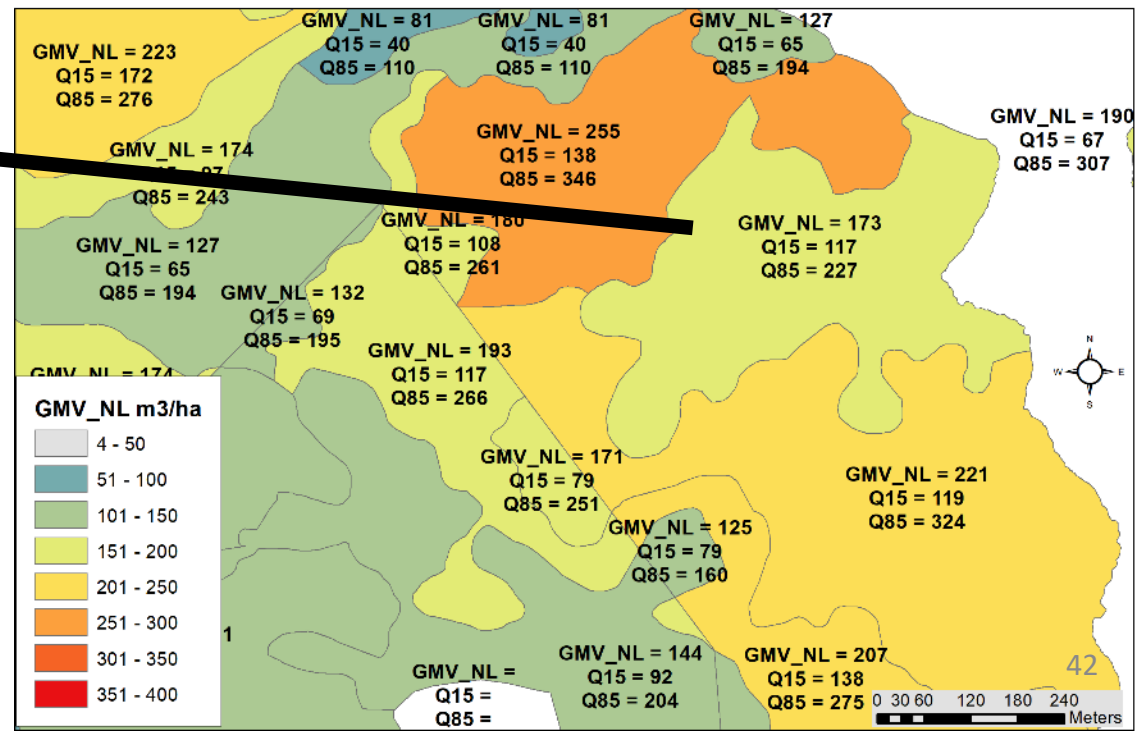 GMV_NL = 81
Q15 = 40
Q85 = 110
GMV_NL = 81
Q15 = 40
Q85 = 110
GMV_NL = 127
Q15 = 65
Q85 = 194
GMV_NL = 223
Q15 = 172
Q85 = 276
GMV_NL = 190
Q15 = 67
Q85 = 307
GMV_NL = 255
Q15 = 138
Q85 = 346
GMV_NL = 174
Q85 = 243
GMV_NL = 180
Q15 = 108
Q85 = 261
GMV_NL = 173
Q15 = 117
Q85 = 227
GMV_NL = 127
Q15 = 65
Q85 = 194
GMV_NL = 132
Q15 = 69
Q85 = 195
GMV_NL = 193
Q15 = 117
Q85 = 266
GMV_NL = 174
N
W
E
S
GMV_NL m3/ha
4 - 50
51 - 100
101 - 150
151 - 200
201 - 250
251 - 300
301 - 350
351 - 400
GMV_NL = 171
Q15 = 79
Q85 = 251
GMV_NL = 221
Q15 = 119
Q85 = 324
GMV_NL = 125
Q15 = 79
Q85 = 160
1
GMV_NL =
Q15 =
Q85 =
GMV_NL = 144
Q15 = 92
Q85 = 204
GMV_NL = 207
Q15 = 138
Q85 = 275
42
0 30 60 120 180 240
Meters